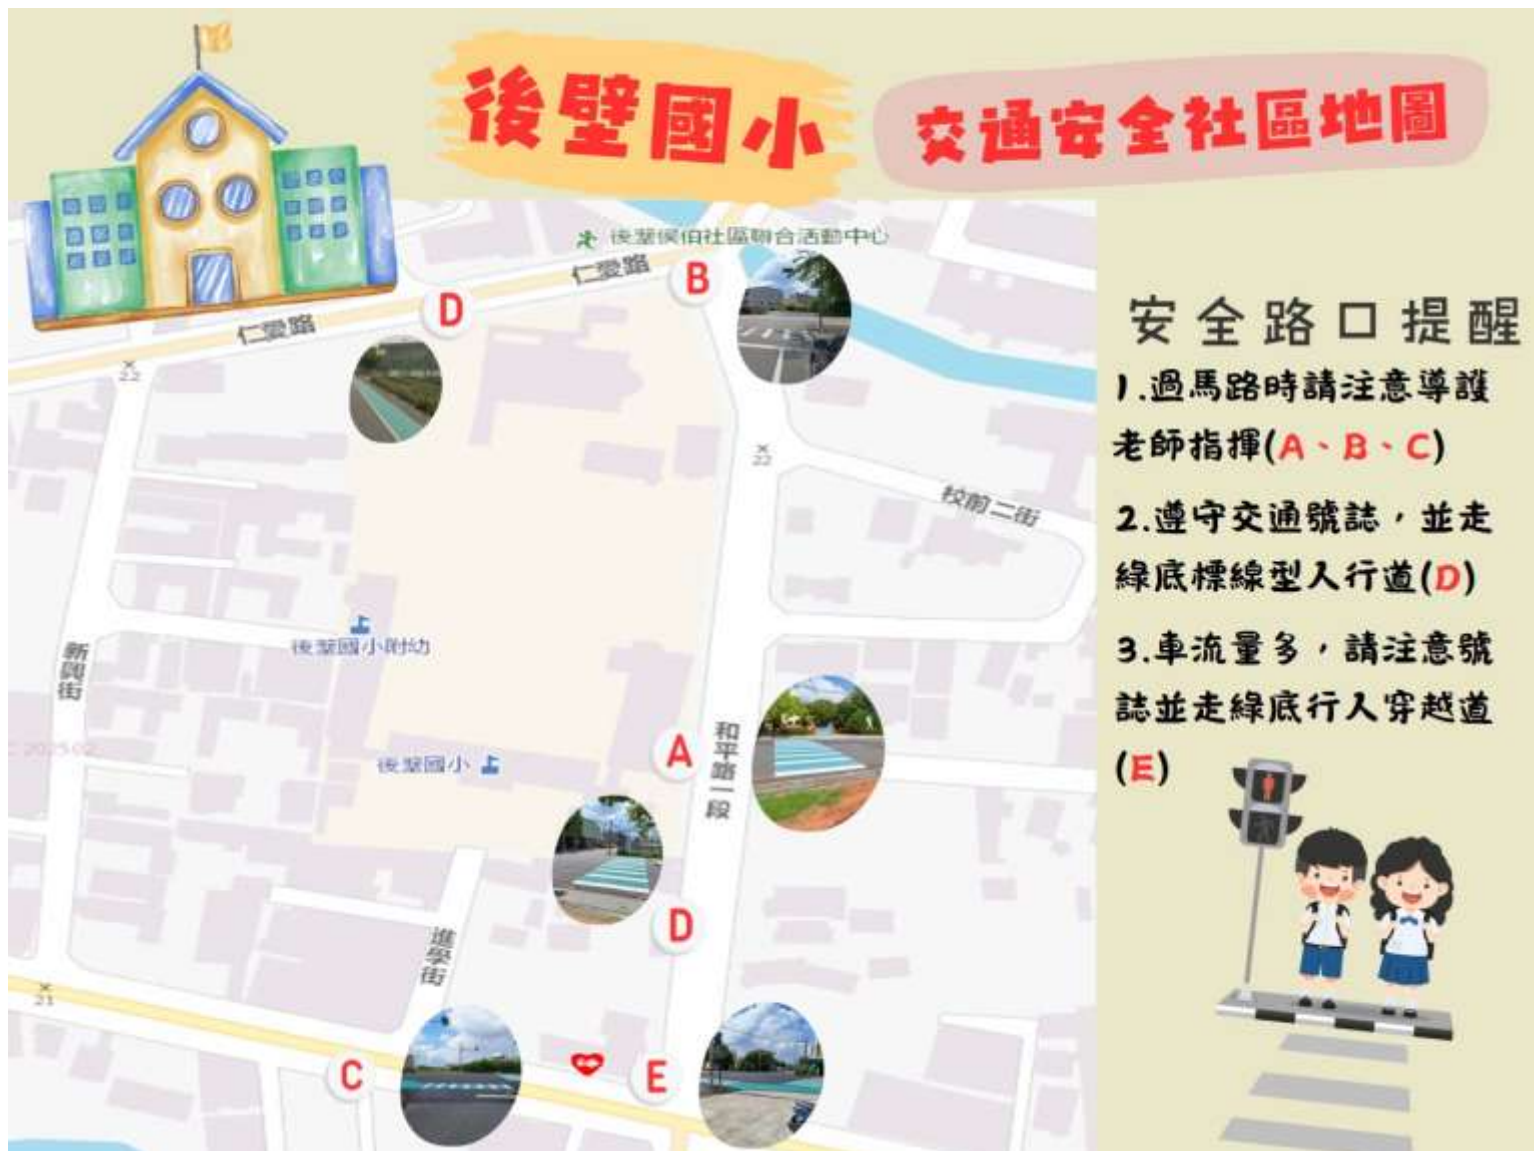 後壁國小 交通安全社區地圖
後壁侯伯社區聯合活動中心
仁愛路
B
D
仁愛路
22
22
校前二街
後壁國小附幼
新興街
和平路一段
A
後壁國小
D
進學街
21
C
E
安全路口提醒
1.過馬路時請注意導護
老師指揮(A、B、C)
2.遵守交通號誌，並走
綠底標線型人行道(D)
3.車流量多，請注意號
誌並走綠底行人穿越道
(E)